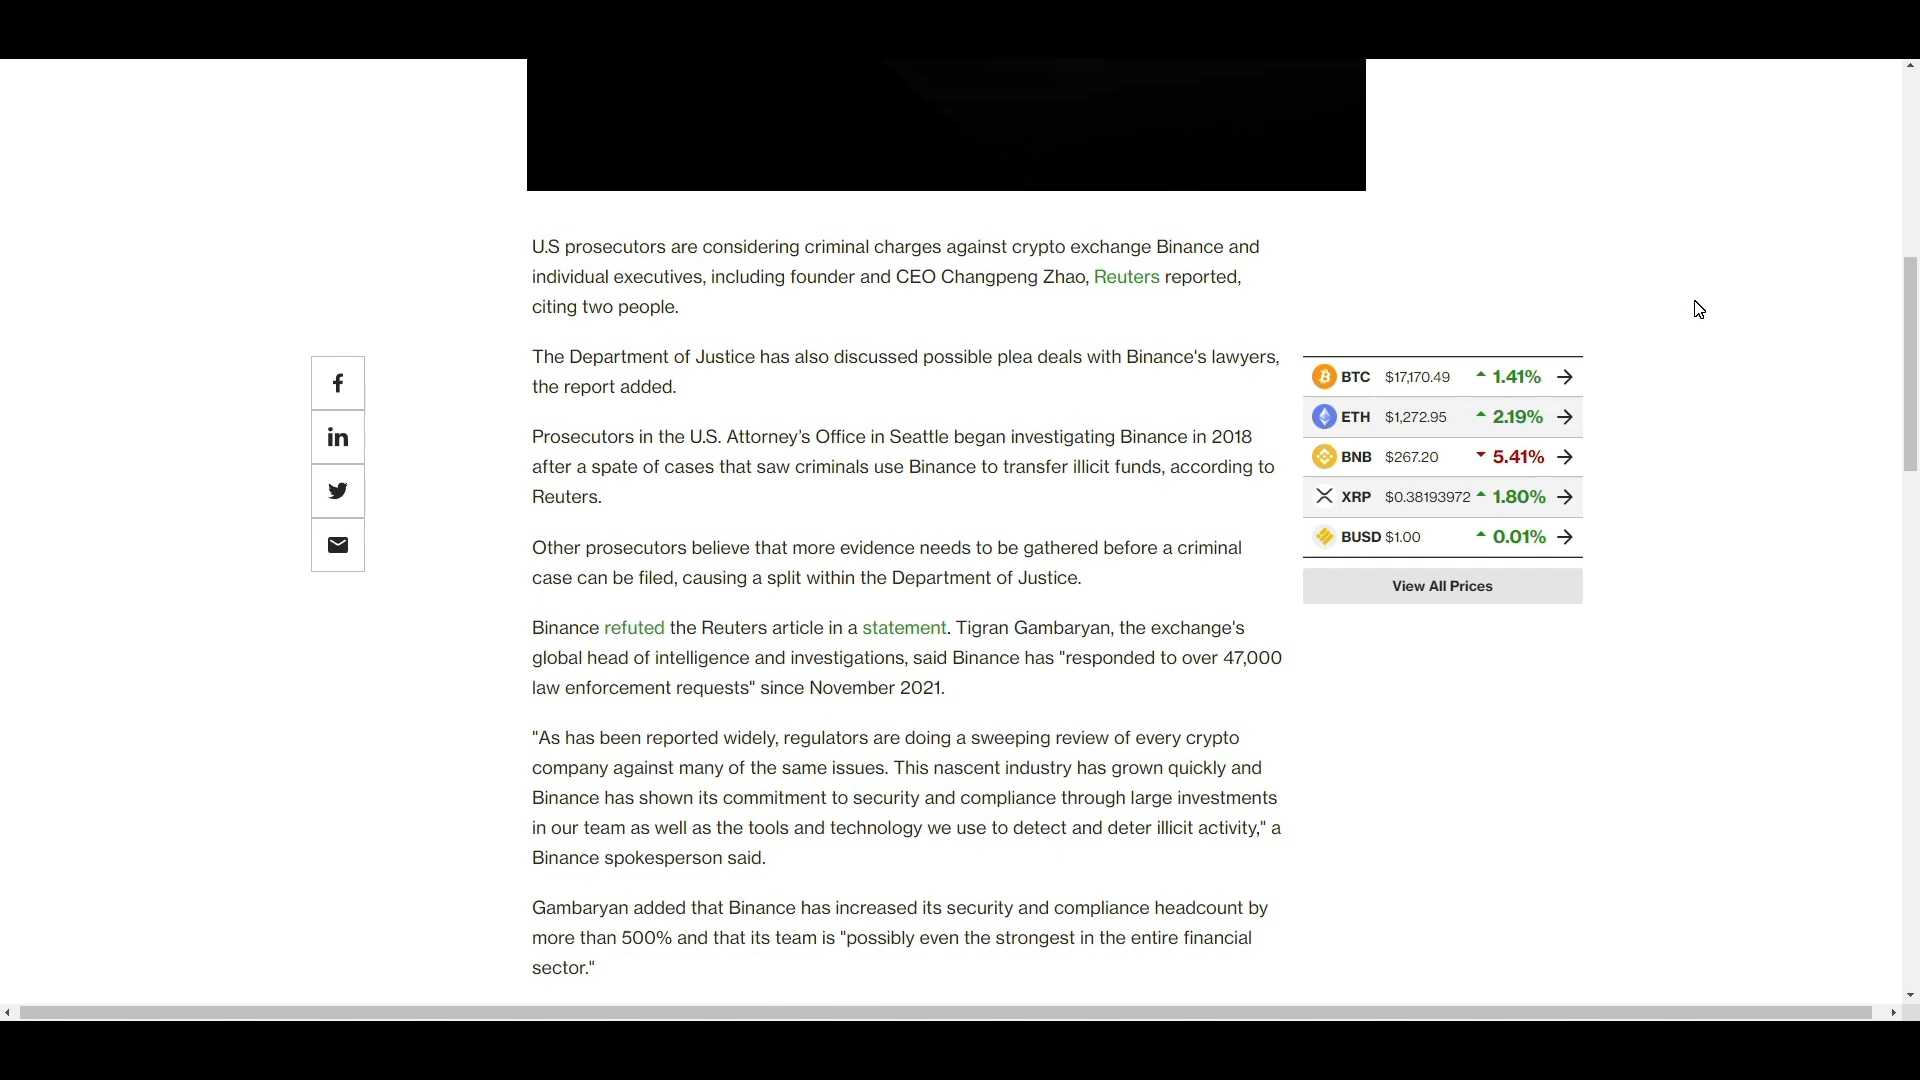 U.S prosecutors are considering criminal charges against crypto exchange Binance and
individual executives, including founder and CEO Changpeng Zhao, Reuters reported,
citing two people.
The Department of Justice has also discussed possible plea deals with Binance's lawyers,
the report added.
Prosecutors in the U.S. Attorney’s Office in Seattle began investigating Binance in 2018
after a spate of cases that saw criminals use Binance to transfer illicit funds, according to
Reuters.
Other prosecutors believe that more evidence needs to be gathered before a criminal
case can be filed, causing a split within the Department of Justice.
Binance refuted the Reuters article in a statement. Tigran Gambaryan, the exchange's
global head of intelligence and investigations, said Binance has "responded to over 47,000
law enforcement requests" since November 2021.
"As has been reported widely, regulators are doing a sweeping review of every crypto
company against many of the same issues. This nascent industry has grown quickly and
Binance has shown its commitment to security and compliance through large investments
in our team as well as the tools and technology we use to detect and deter illicit activity," a
Binance spokesperson said.
Gambaryan added that Binance has increased its security and compliance headcount by
more than 500% and that its team is "possibly even the strongest in the entire financial
sector."
BTC $17,170.49 1.41%
ETH $1,272.95 2.19%
BNB $267.20 5.41%
XRP $0.38193972 1.80%
BUSD $1.00 0.01%
View All Prices